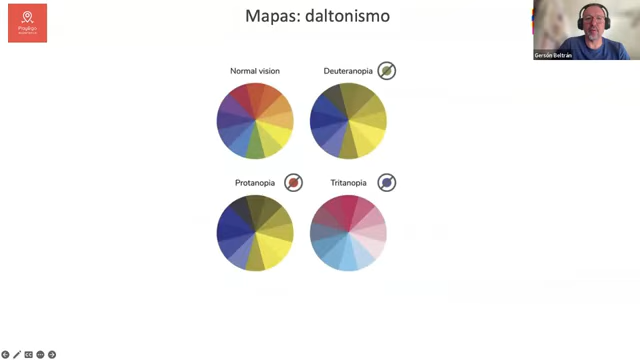 Mapas: daltonismo
Gersón Beltrán
Normal vision
Deuteranopia
Protanopia
Tritanopia